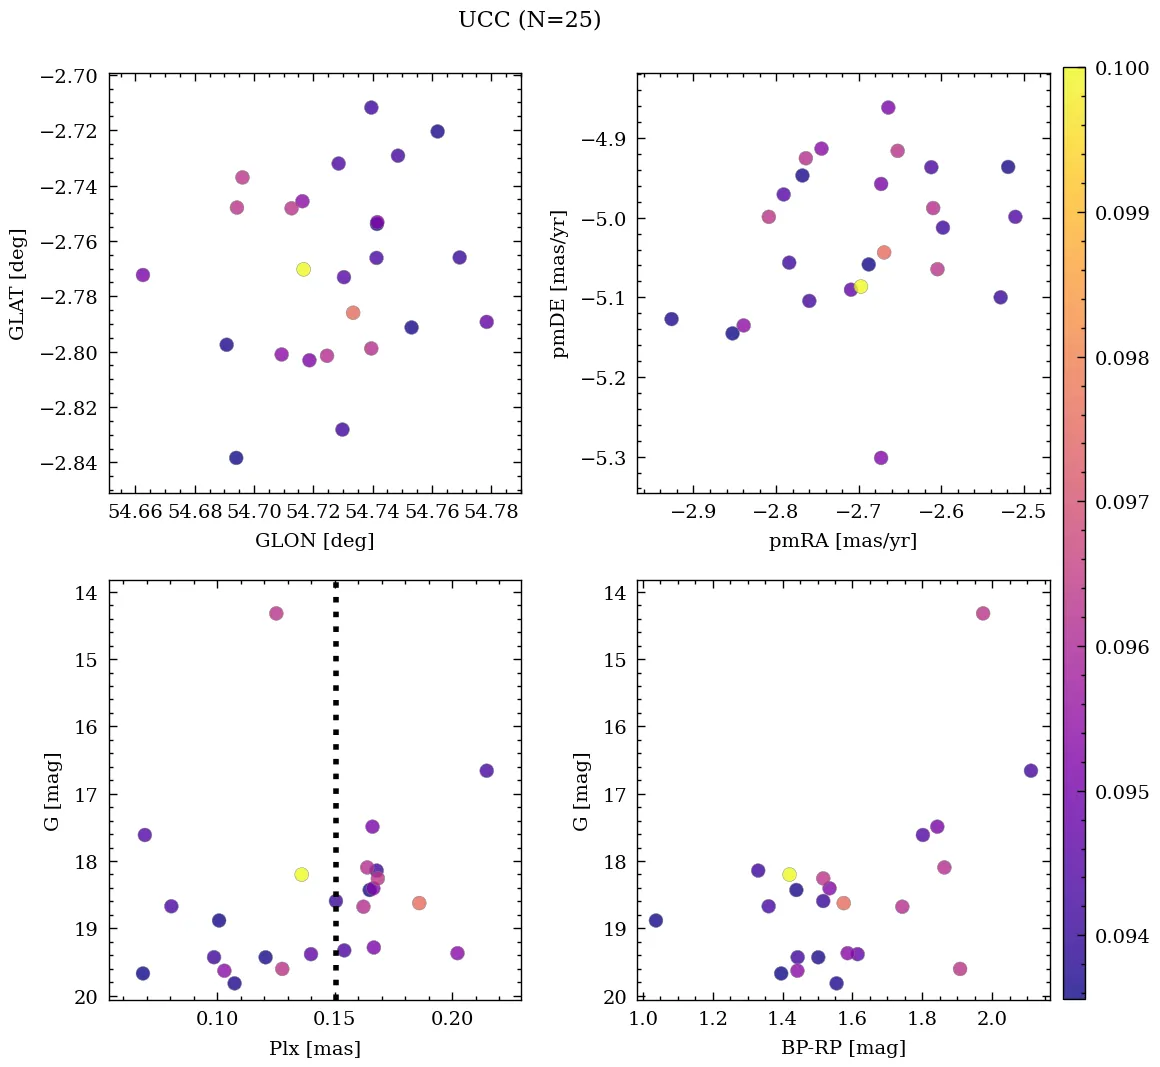 UCC (N=25)
−2.70
−2.72
−2.74
−2.76
−2.78
−2.80
−2.82
−2.84
GLAT [deg]
54.66 54.68 54.70 54.72 54.74 54.76 54.78
GLON [deg]
−4.9
−5.0
−5.1
−5.2
−5.3
pmDE [mas/yr]
−2.9 −2.8 −2.7 −2.6 −2.5
pmRA [mas/yr]
14
15
16
17
18
19
20
G [mag]
0.10 0.15 0.20
Plx [mas]
14
15
16
17
18
19
20
G [mag]
1.0 1.2 1.4 1.6 1.8 2.0
BP-RP [mag]
0.100
0.099
0.098
0.097
0.096
0.095
0.094